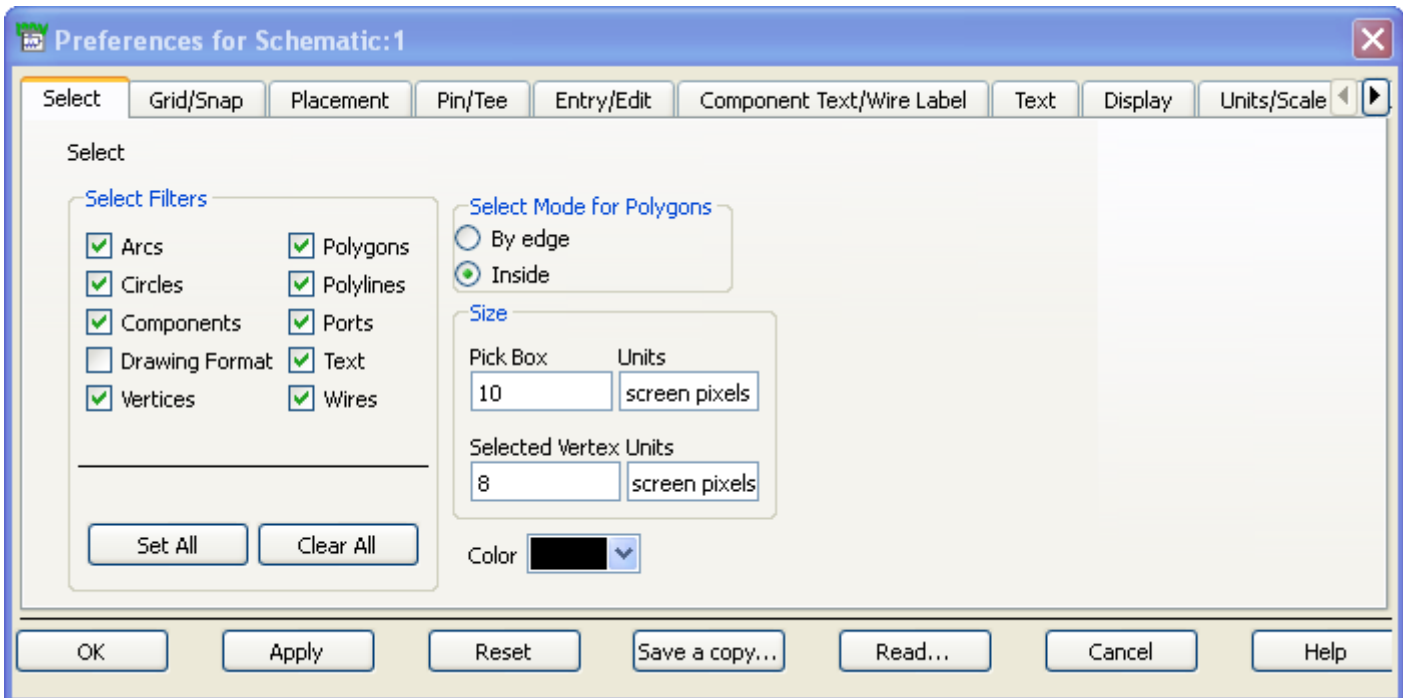 Preferences for Schematic:1
Select Grid/Snap Placement Pin/Tee Entry/Edit Component Text/Wire Label Text Display Units/Scale
Select
Select Filters
Arcs Polygons
Circles Polylines
Components Ports
Drawing Format Text
Vertices Wires
Set All Clear All
Select Mode for Polygons
By edge
Inside
Size
Pick Box Units
10 screen pixels
Selected Vertex Units
8 screen pixels
Color
OK Apply Reset Save a copy... Read... Cancel Help